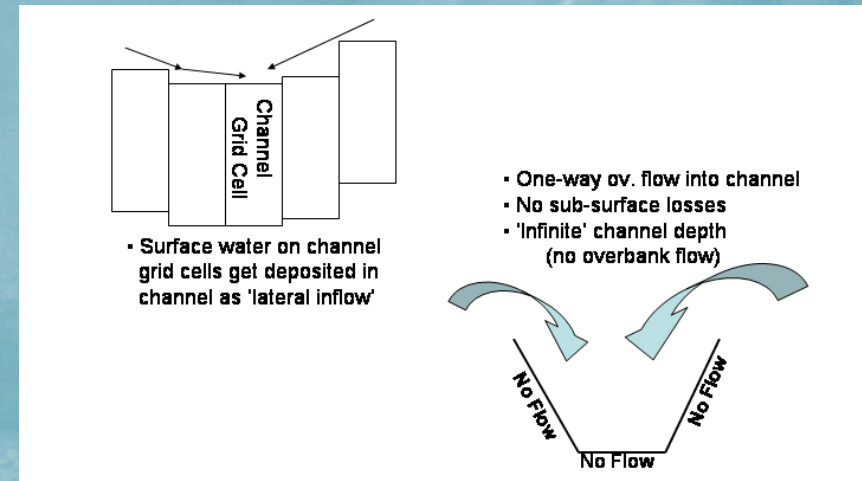 Channel
Grid Cell
▪ Surface water on channel
grid cells get deposited in
channel as 'lateral inflow'
▪ One-way ov. flow into channel
▪ No sub-surface losses
▪ 'Infinite' channel depth
(no overbank flow)
No Flow
No Flow
No Flow